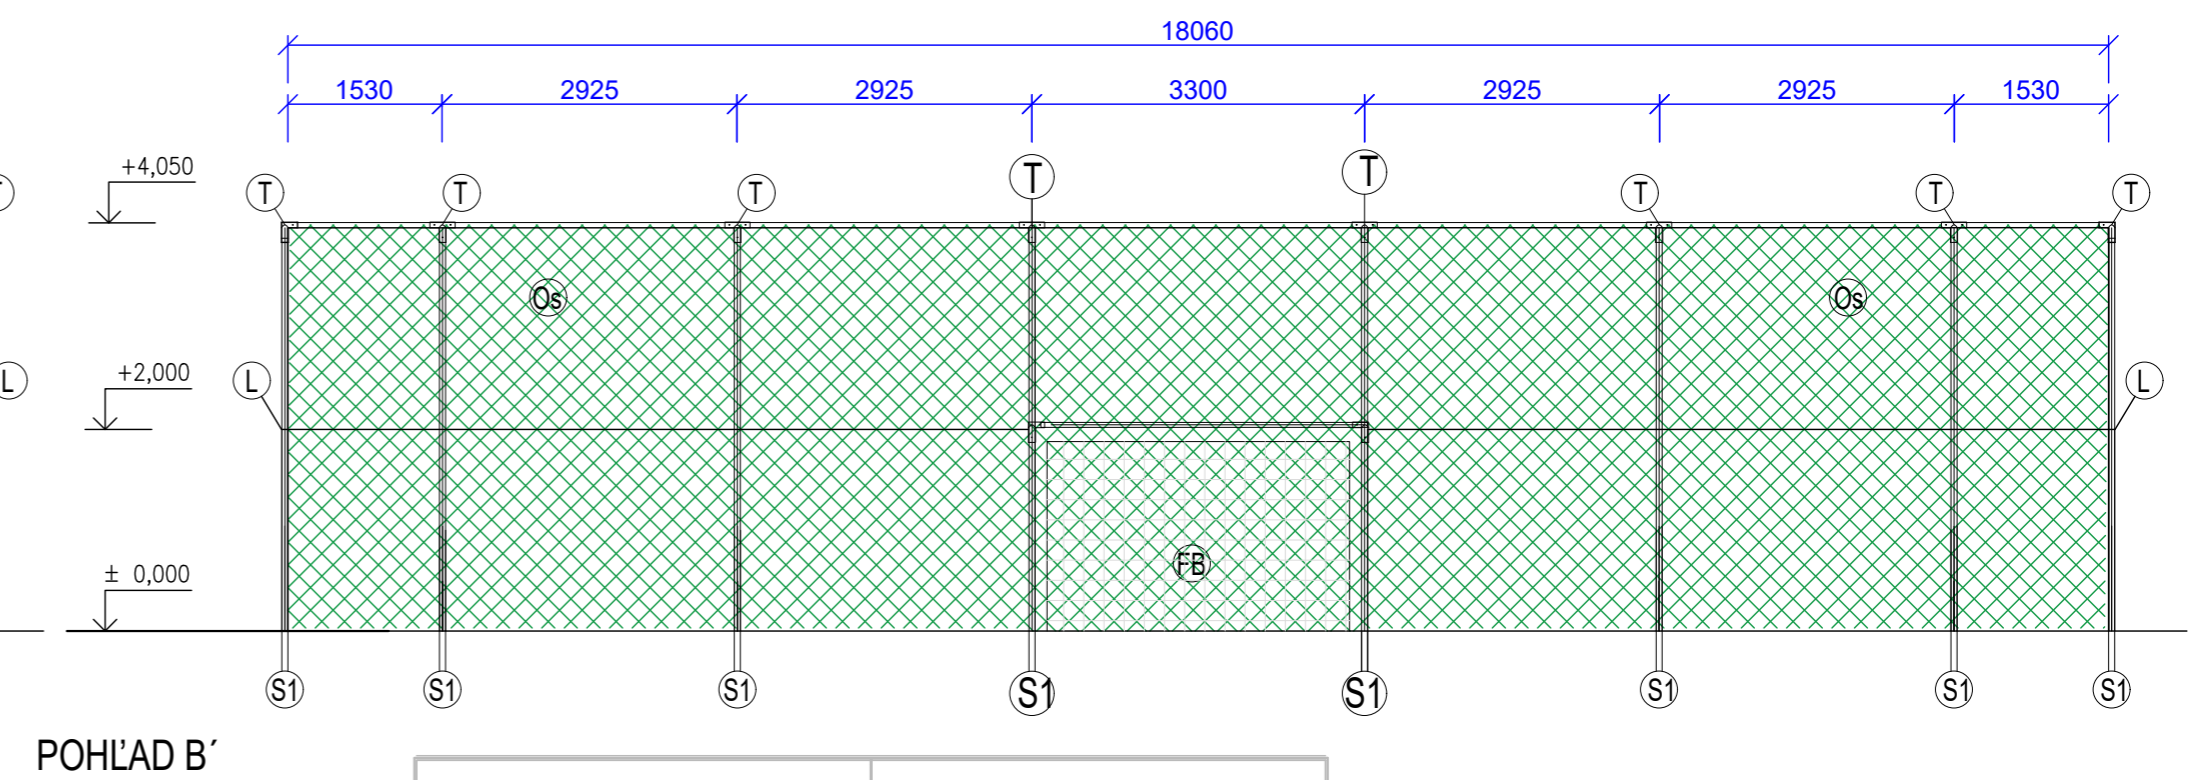 18060
1530 2925 2925 3300 2925 2925 1530
+4,050
T T T T T T T T
Os Os
+2,000
L L L
± 0,000
FB
S1 S1 S1 S1 S1 S1 S1 S1
POHĽAD B´